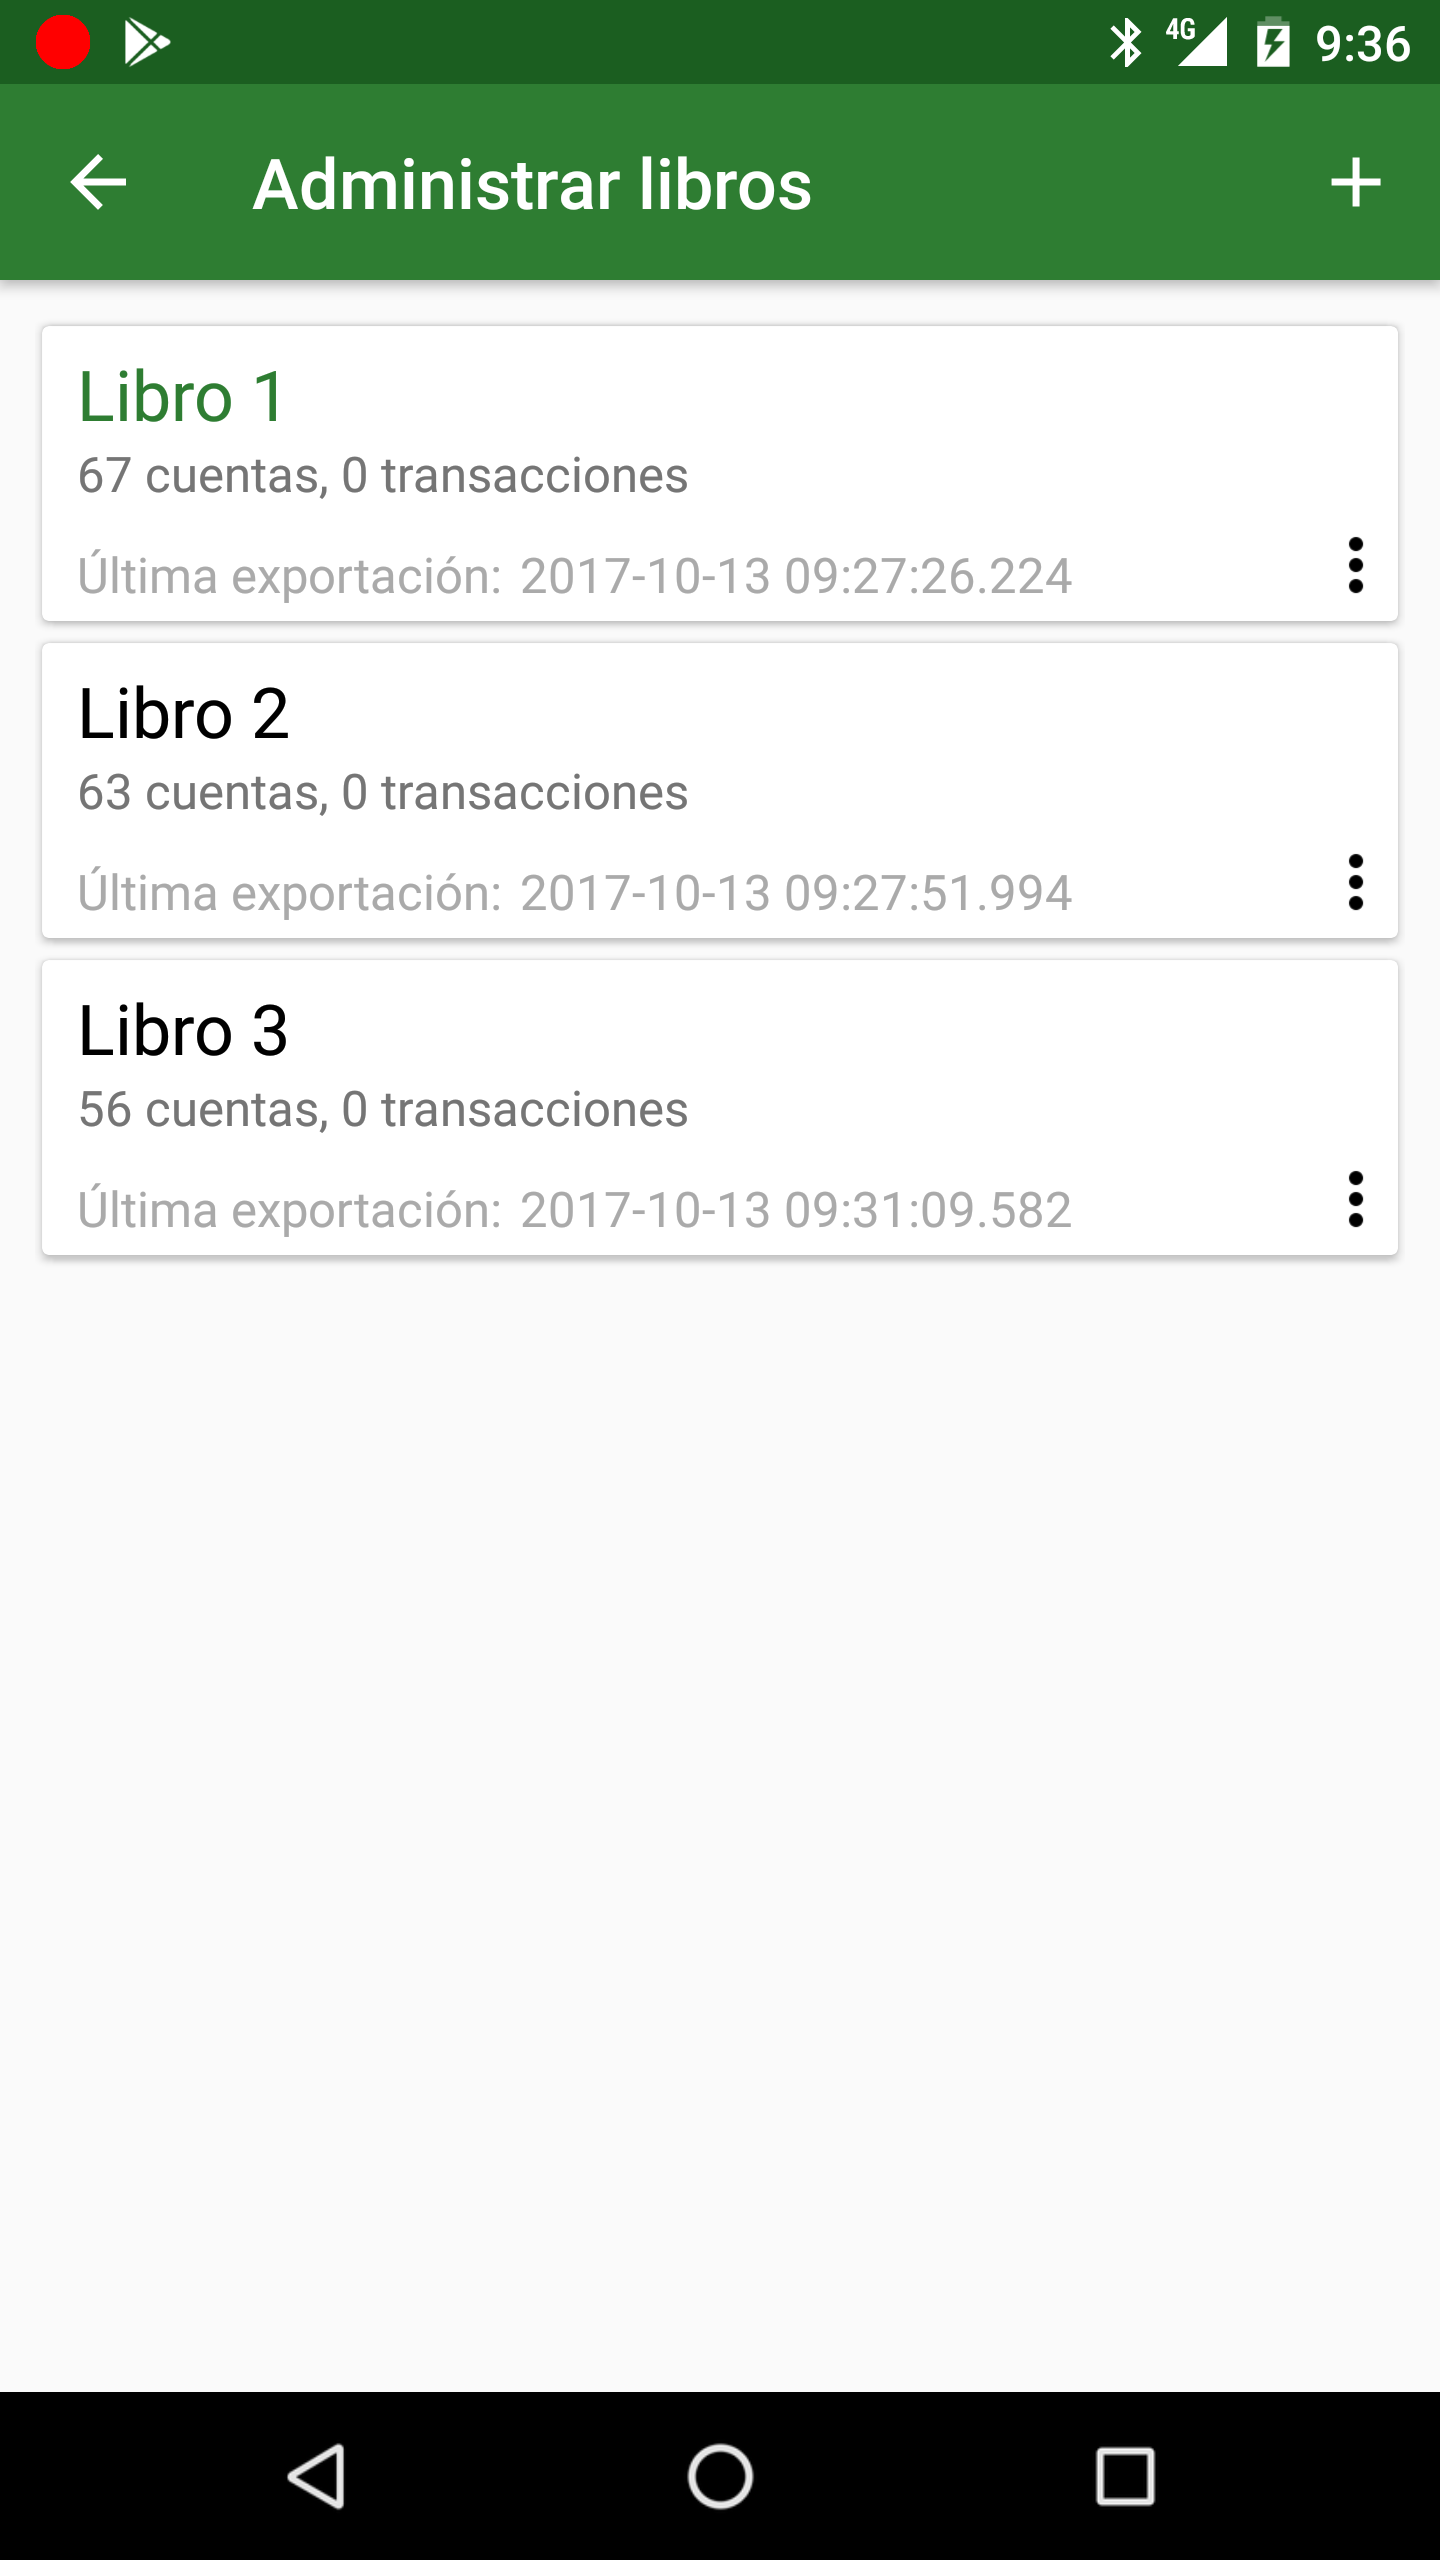 4G 9:36
Administrar libros
Libro 1
67 cuentas, 0 transacciones
Última exportación: 2017-10-13 09:27:26.224
Libro 2
63 cuentas, 0 transacciones
Última exportación: 2017-10-13 09:27:51.994
Libro 3
56 cuentas, 0 transacciones
Última exportación: 2017-10-13 09:31:09.582